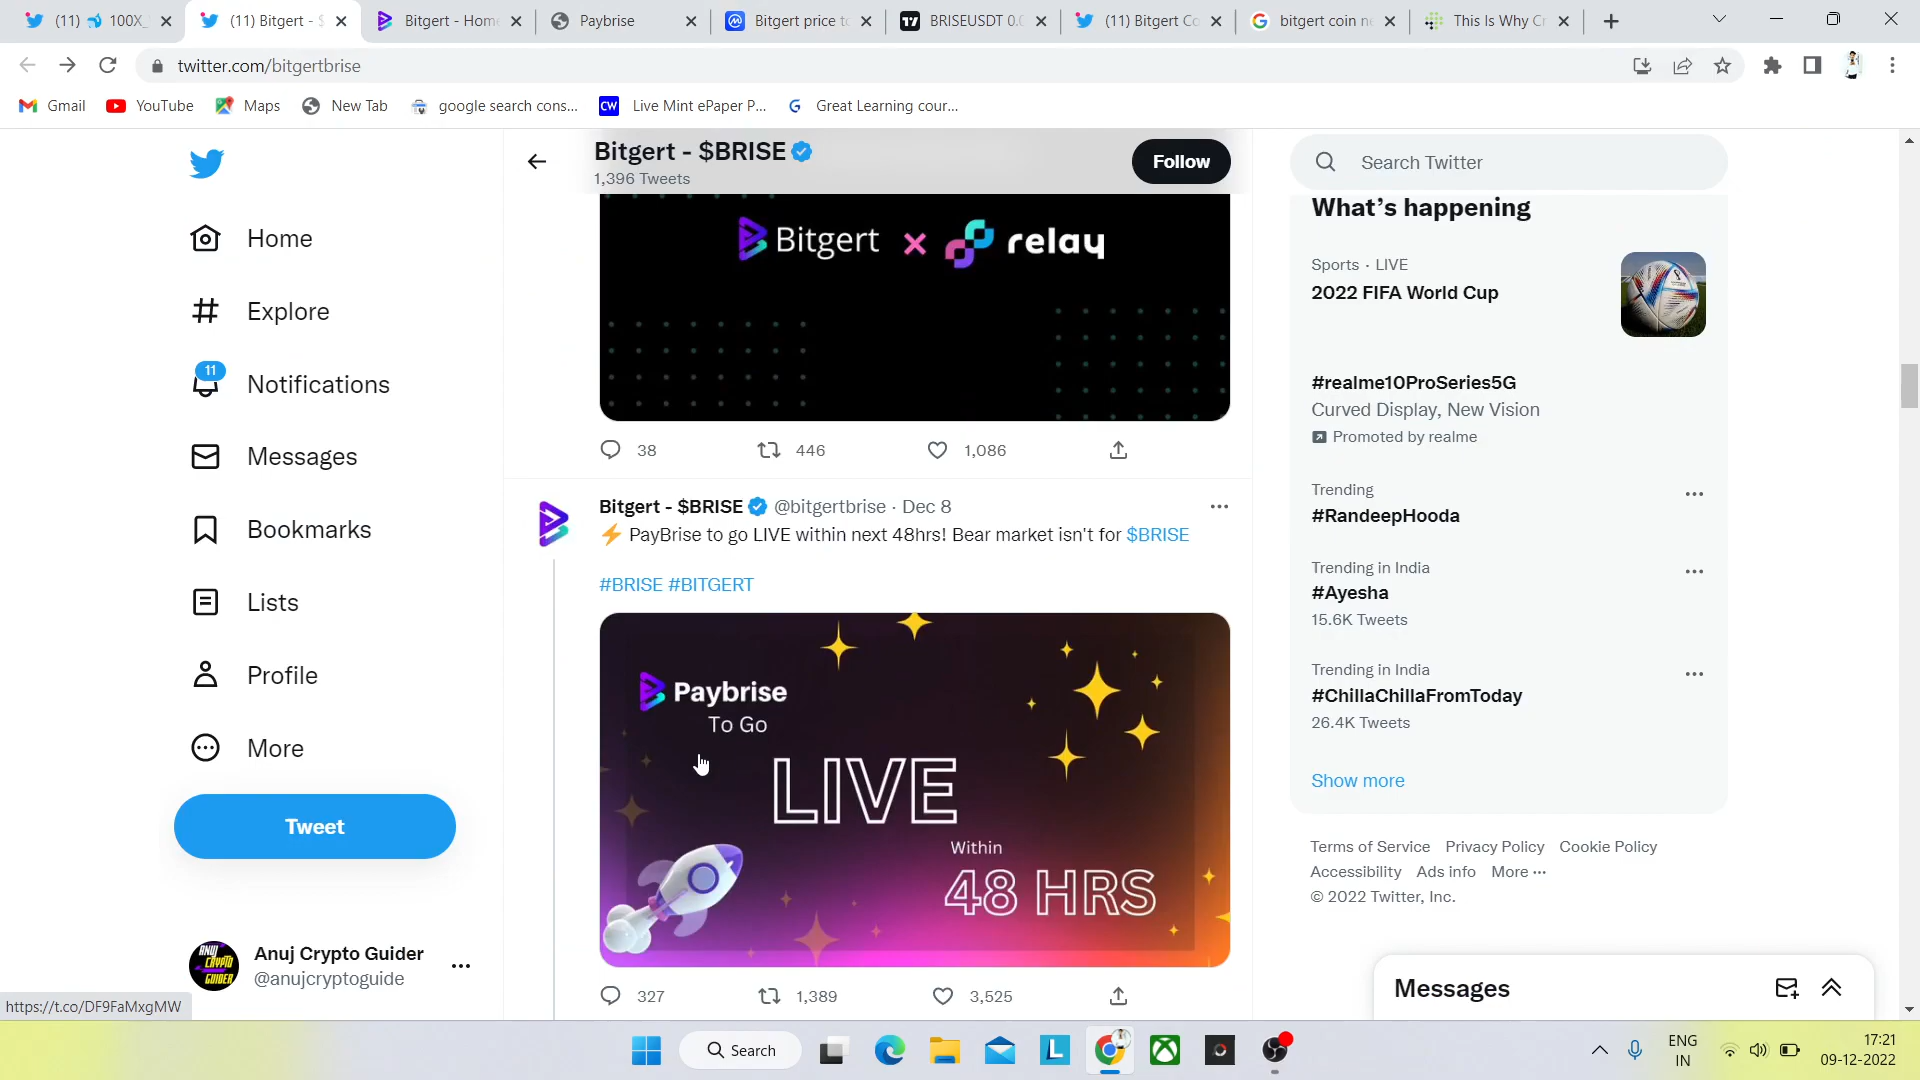 (11) 100X
(11) Bitgert - $
Bitgert - Home
Paybrise
Bitgert price to
BRISEUSDT 0.0
(11) Bitgert Co
bitgert coin ne
This Is Why Cr
twitter.com/bitgertbrise
Gmail
YouTube
Maps
New Tab
google search cons...
CW
Live Mint ePaper P...
Great Learning cour...
Bitgert - $BRISE
1,396 Tweets
Follow
Search Twitter
Home
Explore
11
Notifications
Messages
Bookmarks
Lists
Profile
More
Tweet
Anuj Crypto Guider
@anujcryptoguide
https://t.co/DF9FaMxgMW
Bitgert x relay
38
446
1,086
Bitgert - $BRISE @bitgertbrise · Dec 8
⚡ PayBrise to go LIVE within next 48hrs! Bear market isn't for $BRISE
#BRISE #BITGERT
Paybrise
To Go
LIVE
Within
48 HRS
327
1,389
3,525
What's happening
Sports · LIVE
2022 FIFA World Cup
#realme10ProSeries5G
Curved Display, New Vision
Promoted by realme
Trending
#RandeepHooda
Trending in India
#Ayesha
15.6K Tweets
Trending in India
#ChillaChillaFromToday
26.4K Tweets
Show more
Terms of Service Privacy Policy Cookie Policy
Accessibility Ads info More ···
© 2022 Twitter, Inc.
Messages
Search
ENG
IN
17:21
09-12-2022